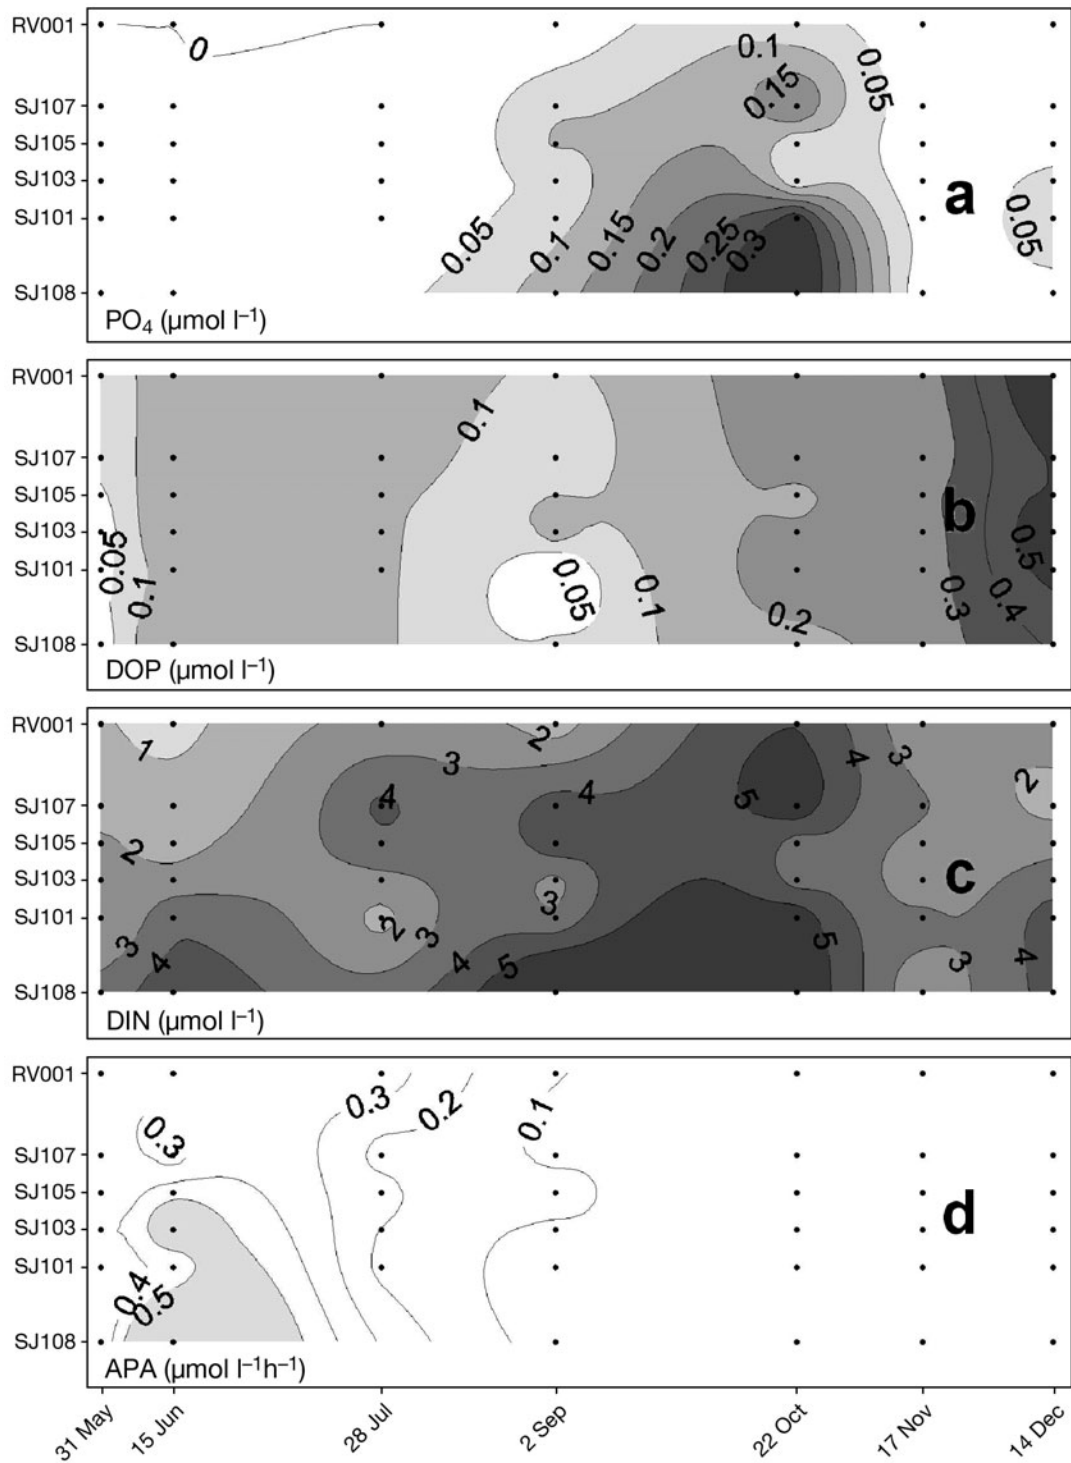 RV001
0
0.1
0.05
0.15
SJ107
SJ105
SJ103
a
SJ101
0.05
0.1
0.15
0.2
0.25
0.3
0.05
SJ108
PO₄ (µmol l⁻¹)
RV001
0.1
SJ107
SJ105
b
SJ103
0.05
0.5
SJ101
0.1
0.05
0.1
0.2
0.3
0.4
SJ108
DOP (µmol l⁻¹)
RV001
1
2
3
4
3
4
4
5
2
SJ107
SJ105
2
SJ103
c
3
SJ101
2
3
3
4
4
5
5
3
4
SJ108
DIN (µmol l⁻¹)
RV001
0.3
0.2
0.1
0.3
SJ107
SJ105
SJ103
d
SJ101
0.4
0.5
SJ108
APA (µmol l⁻¹h⁻¹)
31 May
15 Jun
28 Jul
2 Sep
22 Oct
17 Nov
14 Dec